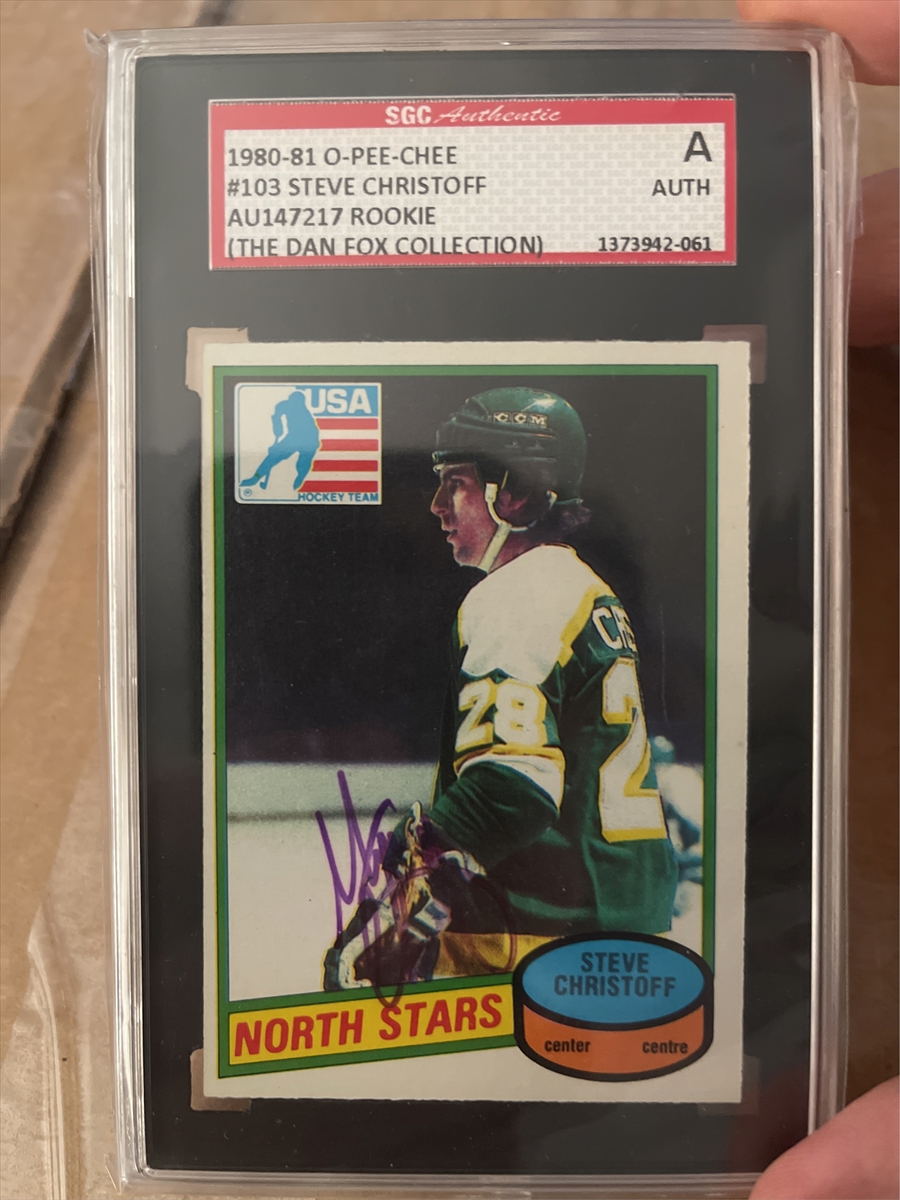 SGC Authentic
1980-81 O-PEE-CHEE
A
#103 STEVE CHRISTOFF
AUTH
AU147217 ROOKIE
(THE DAN FOX COLLECTION)
1373942-061
USA
HOCKEY TEAM
CCM
28
2
STEVE
CHRISTOFF
NORTH STARS
center centre